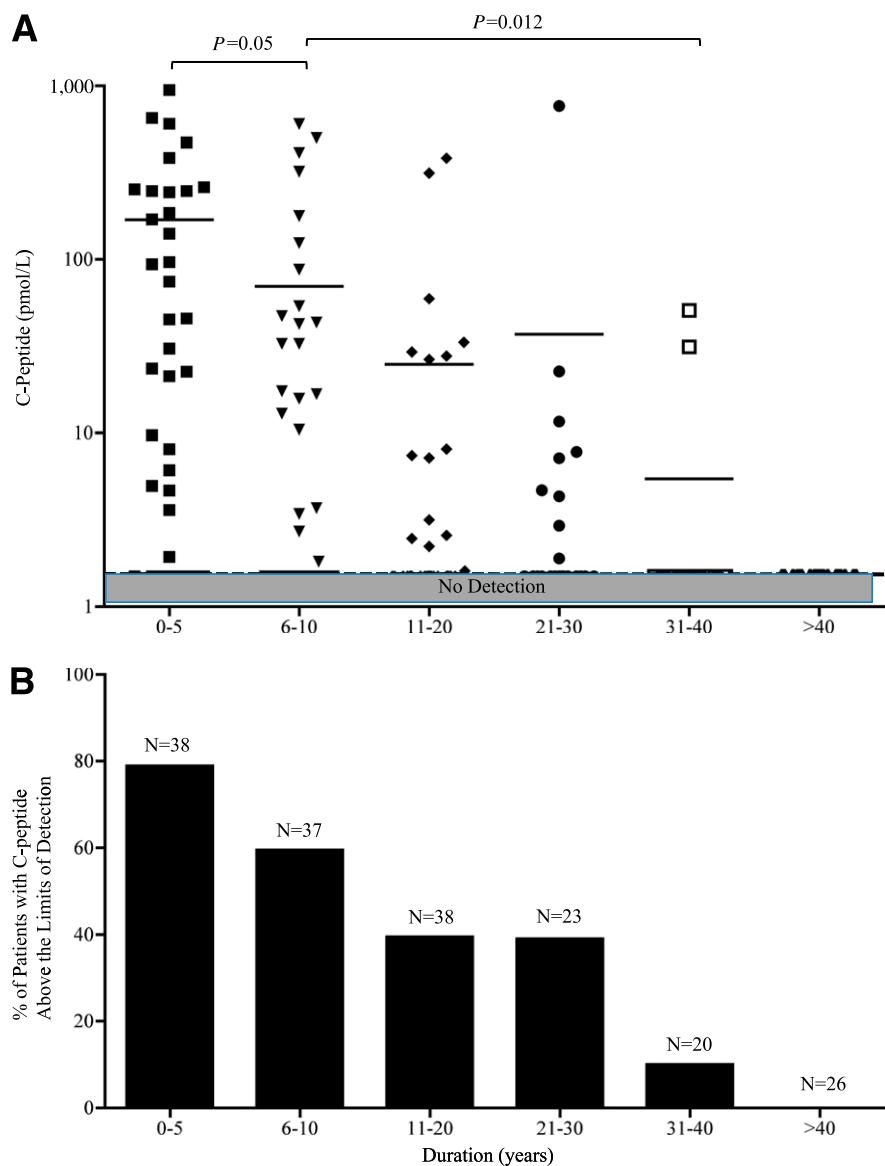 A
P=0.012
P=0.05
1,000
100
10
1
C-Peptide (pmol/L)
No Detection
0-5
6-10
11-20
21-30
31-40
>40
B
100
80
60
40
20
0
% of Patients with C-peptide
Above the Limits of Detection
N=38
N=37
N=38
N=23
N=20
N=26
0-5
6-10
11-20
21-30
31-40
>40
Duration (years)